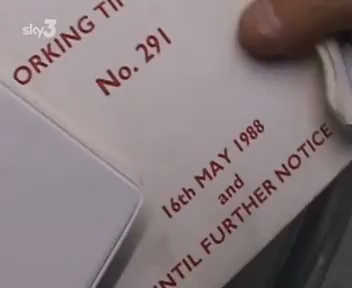 sky3
ORKING TI
No. 291
16th MAY 1988
and
NTIL FURTHER NOTICE